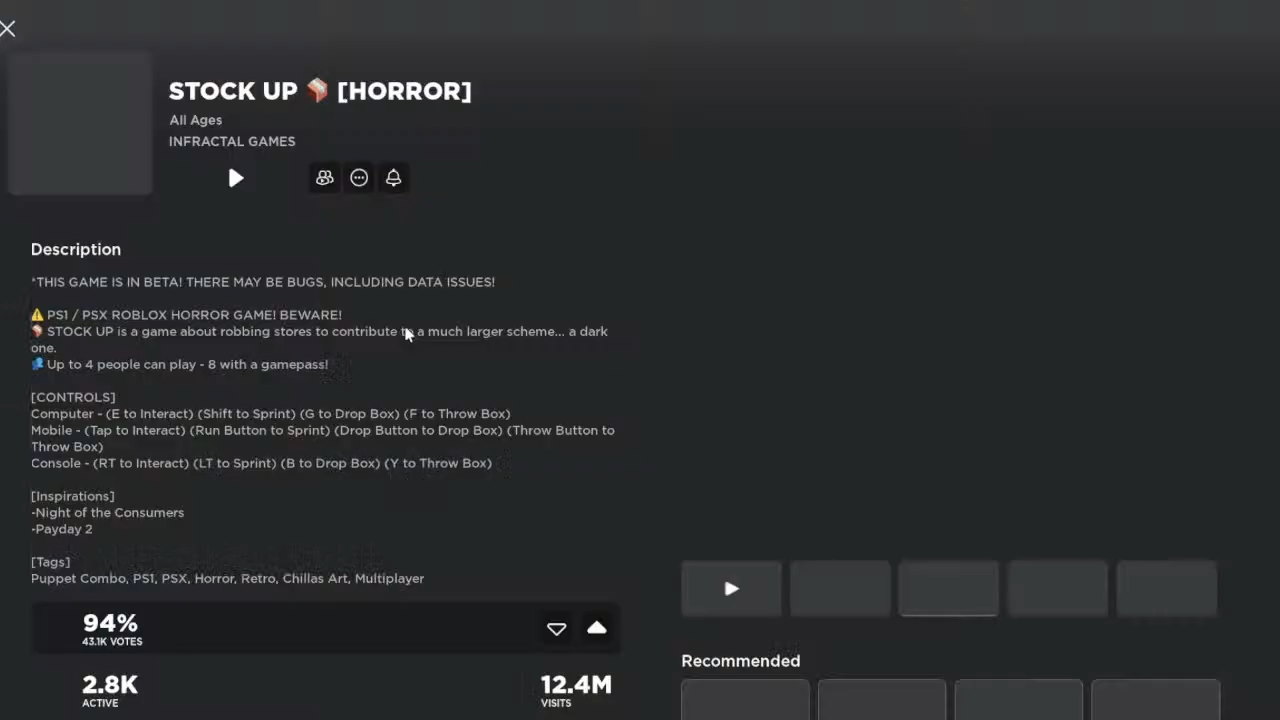 STOCK UP [HORROR]
All Ages
INFRACTAL GAMES
Description
*THIS GAME IS IN BETA! THERE MAY BE BUGS, INCLUDING DATA ISSUES!
⚠️ PS1 / PSX ROBLOX HORROR GAME! BEWARE!
STOCK UP is a game about robbing stores to contribute to a much larger scheme... a dark
one.
👥 Up to 4 people can play - 8 with a gamepass!
[CONTROLS]
Computer - (E to Interact) (Shift to Sprint) (G to Drop Box) (F to Throw Box)
Mobile - (Tap to Interact) (Run Button to Sprint) (Drop Button to Drop Box) (Throw Button to
Throw Box)
Console - (RT to Interact) (LT to Sprint) (B to Drop Box) (Y to Throw Box)
[Inspirations]
-Night of the Consumers
-Payday 2
[Tags]
Puppet Combo, PS1, PSX, Horror, Retro, Chillas Art, Multiplayer
94%
43.1K VOTES
2.8K
ACTIVE
12.4M
VISITS
Recommended